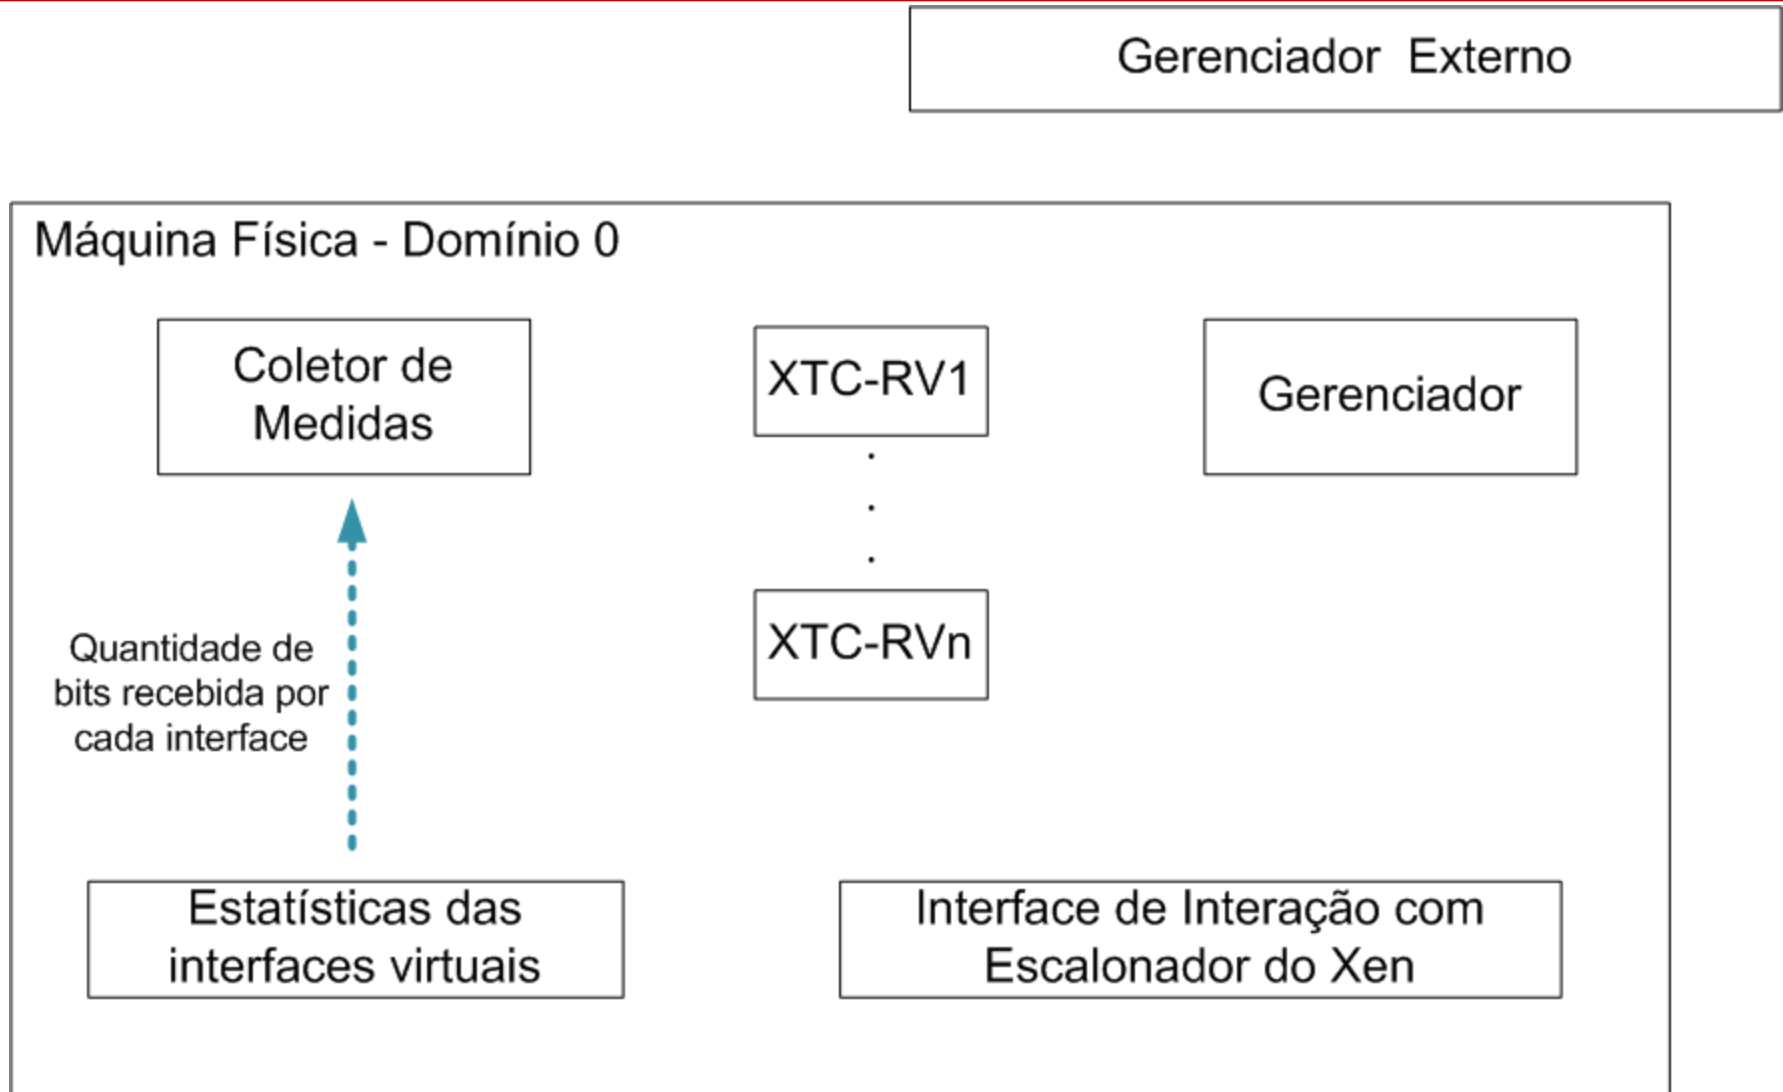 Gerenciador Externo
Máquina Física - Domínio 0
Coletor de
Medidas
XTC-RV1
Gerenciador
.
.
.
XTC-RVn
Quantidade de
bits recebida por
cada interface
Estatísticas das
interfaces virtuais
Interface de Interação com
Escalonador do Xen